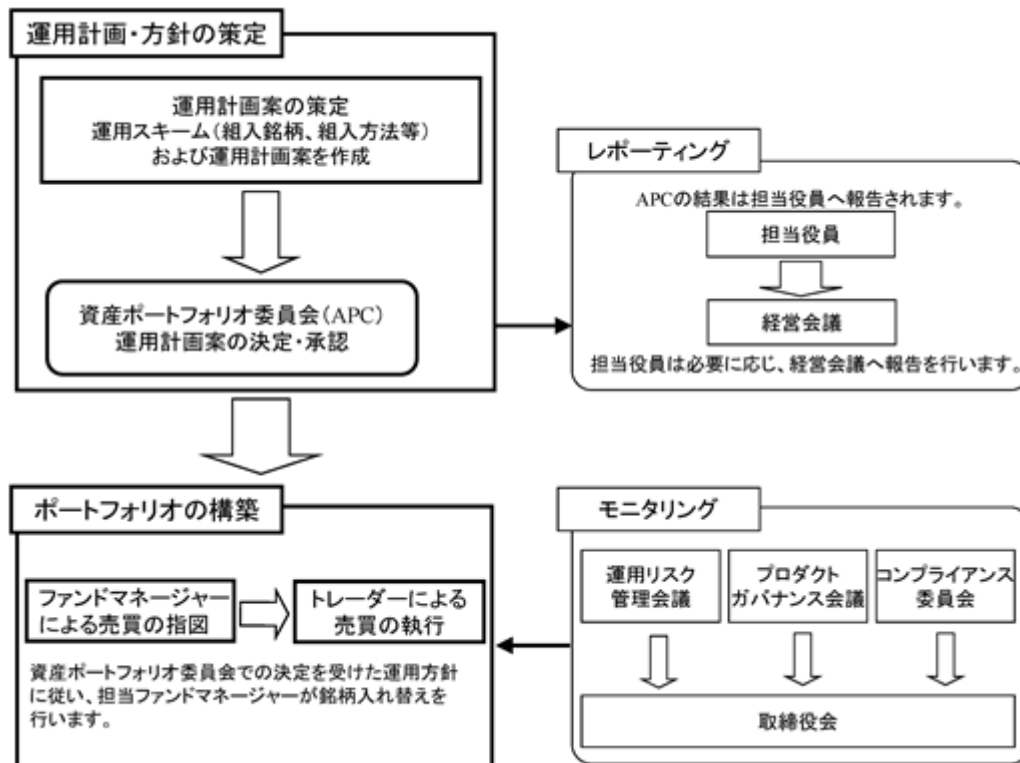 運用計画・方針の策定
運用計画案の策定
運用スキーム(組入銘柄、組入方法等)
および運用計画案を作成
資産ポートフォリオ委員会(APC)
運用計画案の決定・承認
レポーティング
APCの結果は担当役員へ報告されます。
担当役員
経営会議
担当役員は必要に応じ、経営会議へ報告を行います。
ポートフォリオの構築
ファンドマネージャー
による売買の指図
トレーダーによる
売買の執行
資産ポートフォリオ委員会での決定を受けた運用方針
に従い、担当ファンドマネージャーが銘柄入れ替えを
行います。
モニタリング
運用リスク
管理会議
プロダクト
ガバナンス会議
コンプライアンス
委員会
取締役会